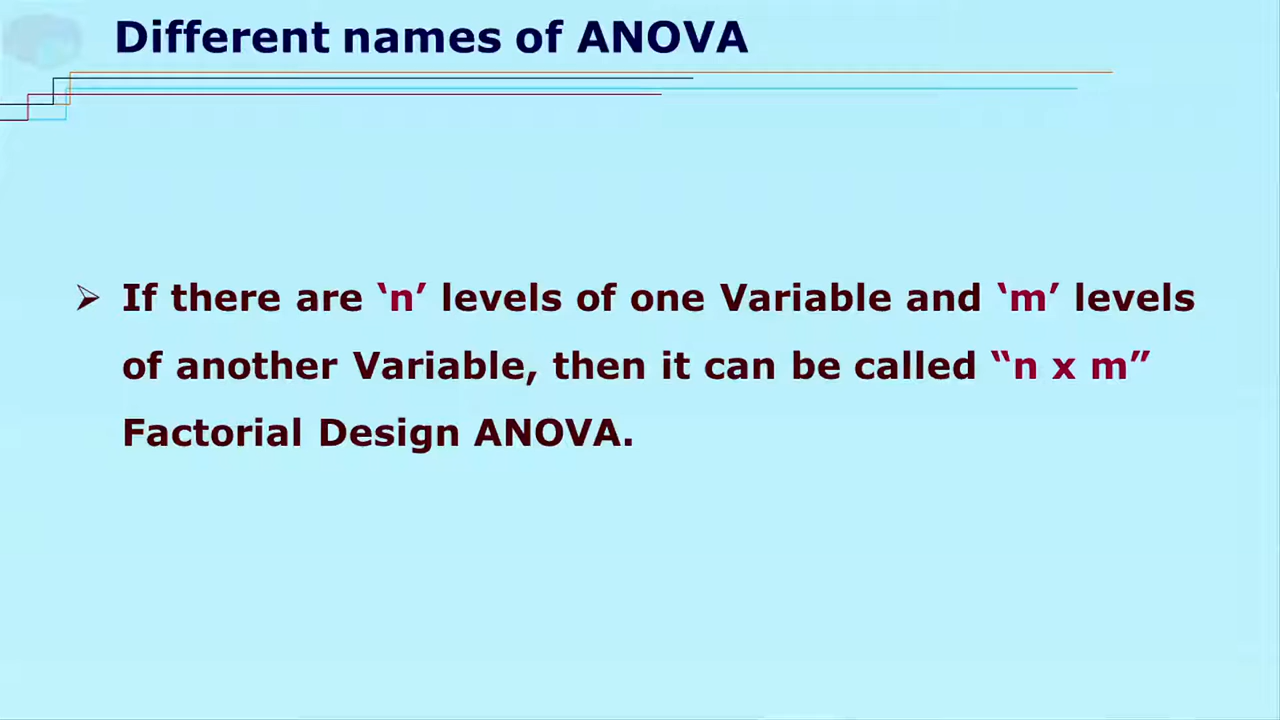 Different names of ANOVA
➢ If there are ‘n’ levels of one Variable and ‘m’ levels
of another Variable, then it can be called “n x m”
Factorial Design ANOVA.